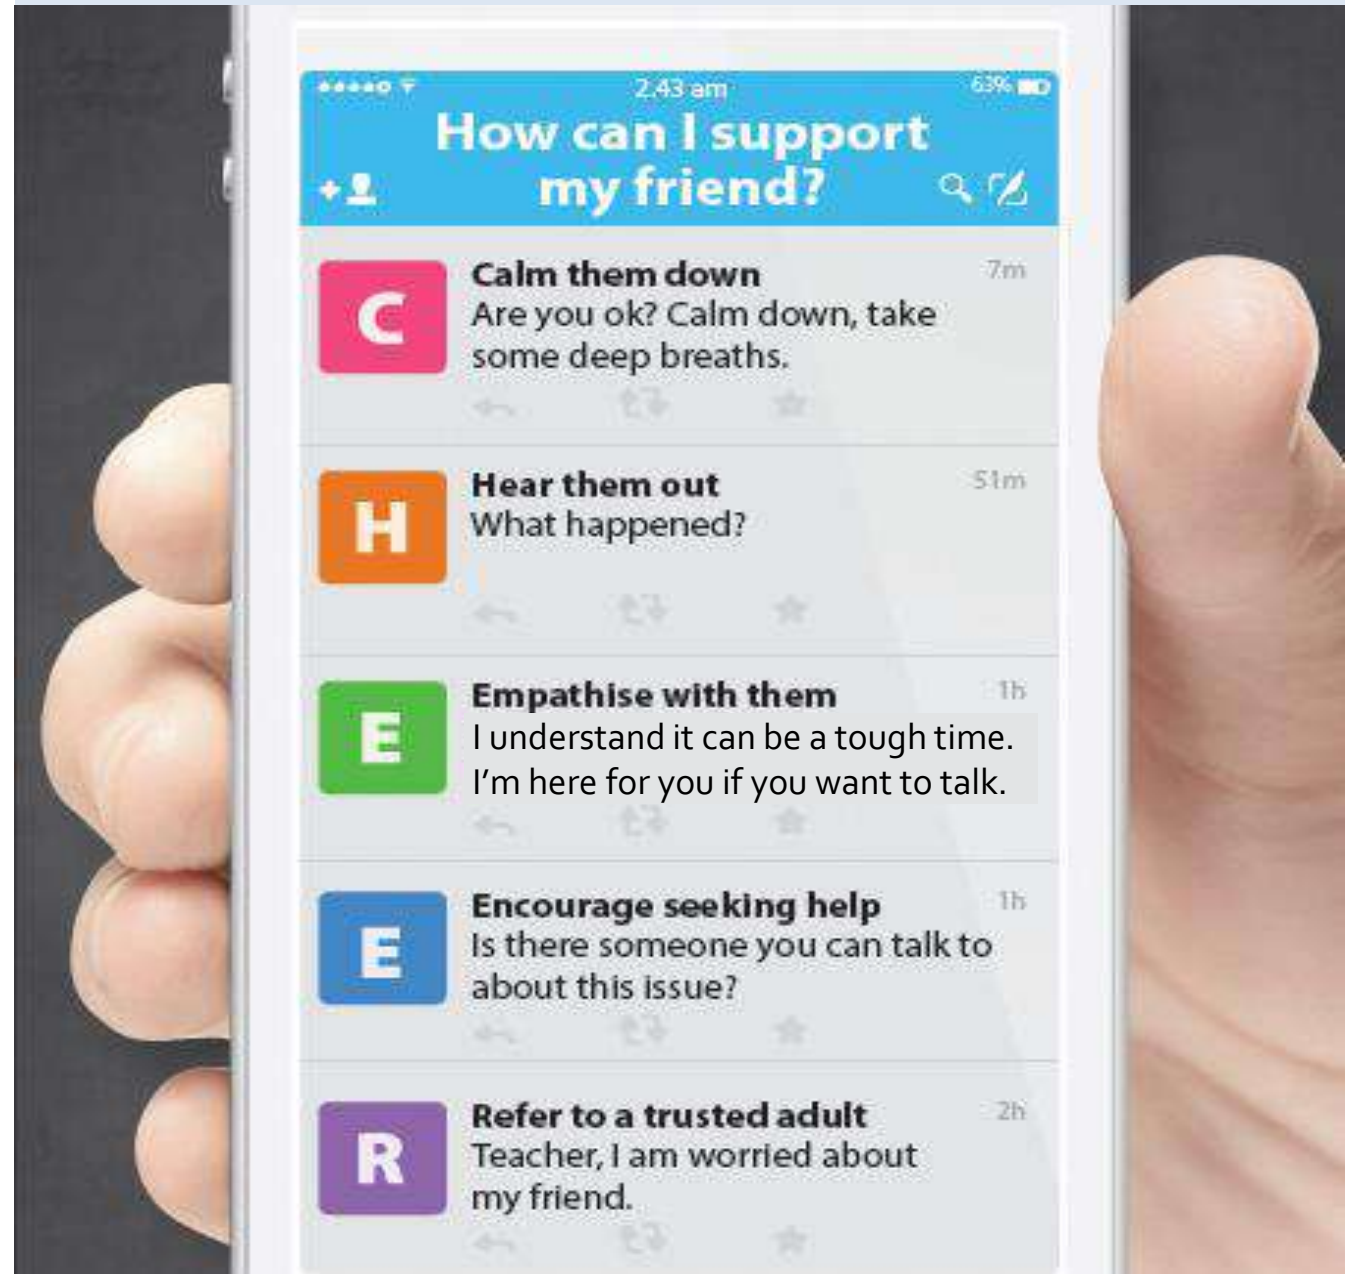 2.43 am
63%
How can I support
my friend?
C
Calm them down
7m
Are you ok? Calm down, take
some deep breaths.
H
Hear them out
51m
What happened?
E
Empathise with them
1h
I understand it can be a tough time.
I'm here for you if you want to talk.
E
Encourage seeking help
1h
Is there someone you can talk to
about this issue?
R
Refer to a trusted adult
2h
Teacher, I am worried about
my friend.